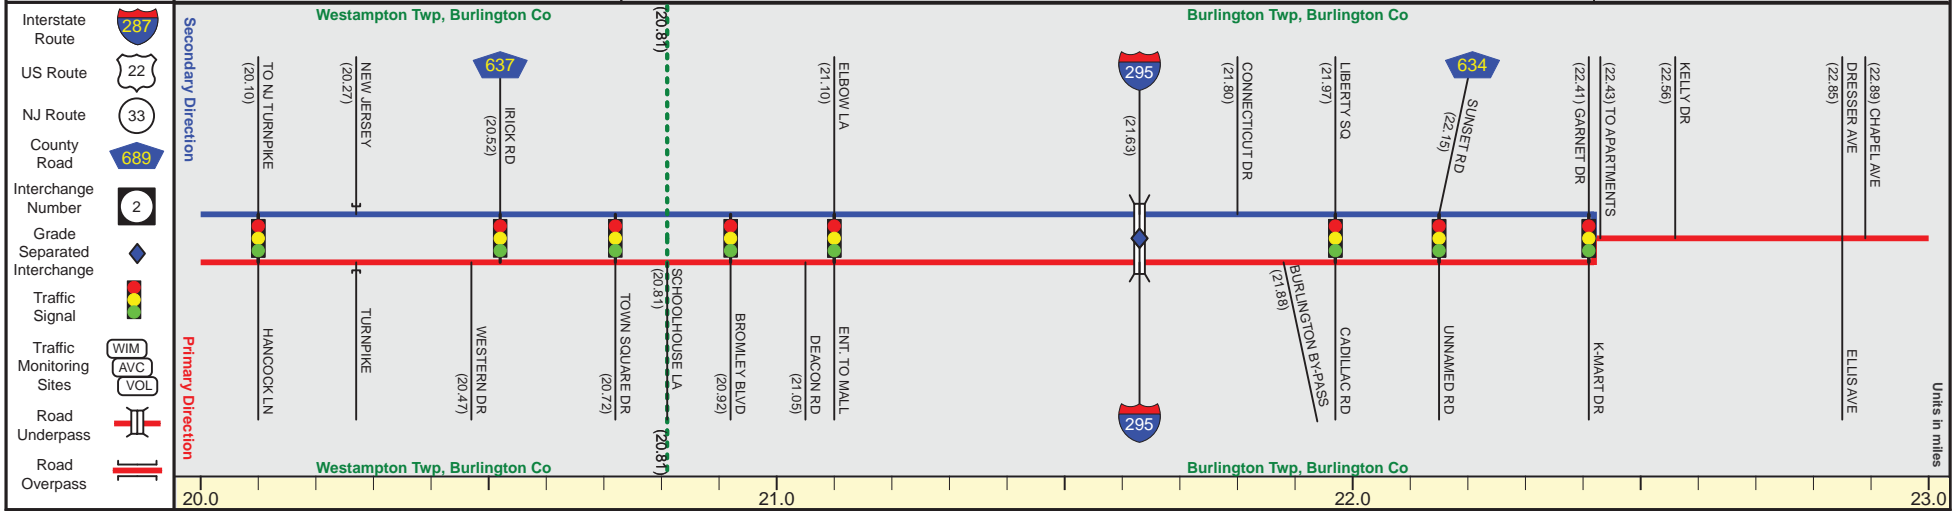 Interstate
Route
287
US Route
22
NJ Route
33
County
Road
689
Interchange
Number
2
Grade
Separated
Interchange
Traffic
Signal
Traffic
Monitoring
Sites
WIM
AVC
VOL
Road
Underpass
Road
Overpass
Secondary Direction
Primary Direction
Westampton Twp, Burlington Co
(20.81)
Burlington Twp, Burlington Co
TO NJ TURNPIKE
(20.10)
NEW JERSEY
(20.27)
637
IRICK RD
(20.52)
ELBOW LA
(21.10)
295
(21.63)
CONNECTICUT DR
(21.80)
LIBERTY SQ
(21.97)
634
SUNSET RD
(22.15)
(22.41) GARNET DR
(22.43) TO APARTMENTS
KELLY DR
(22.56)
DRESSER AVE
(22.85)
(22.89) CHAPEL AVE
HANCOCK LN
TURNPIKE
WESTERN DR
(20.47)
TOWN SQUARE DR
(20.72)
SCHOOLHOUSE LA
(20.81)
BROMLEY BLVD
(20.92)
DEACON RD
(21.05)
ENT. TO MALL
295
BURLINGTON BY-PASS
(21.88)
CADILLAC RD
UNNAMED RD
K-MART DR
ELLIS AVE
Units in miles
Westampton Twp, Burlington Co
(20.81)
Burlington Twp, Burlington Co
20.0
21.0
22.0
23.0